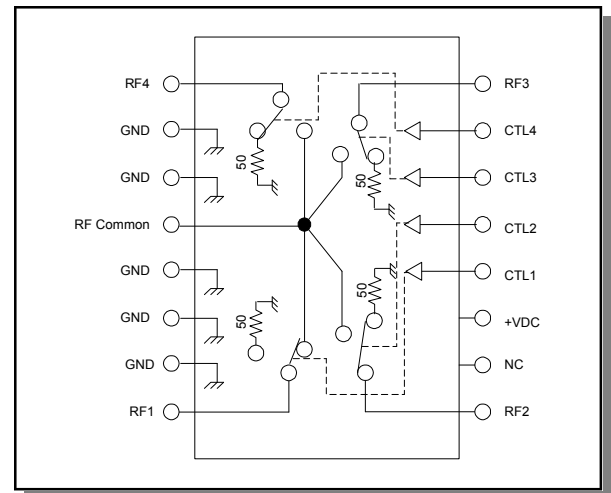 RF4
GND
GND
RF Common
GND
GND
GND
RF1
50
50
50
50
RF3
CTL4
CTL3
CTL2
CTL1
+VDC
NC
RF2